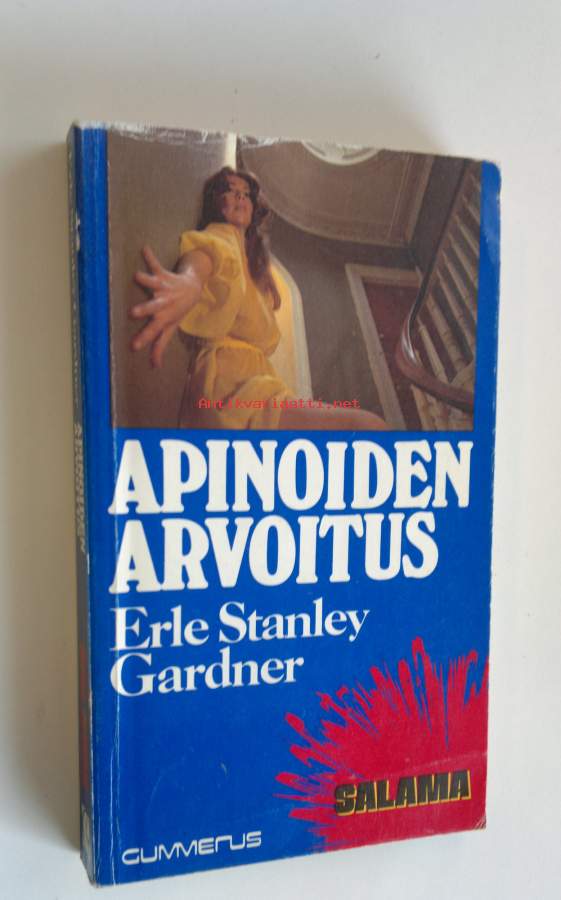 Antikvariaatti.net
APINOIDEN
ARVOITUS
Erle Stanley
Gardner
SALAMA
GUMMERUS